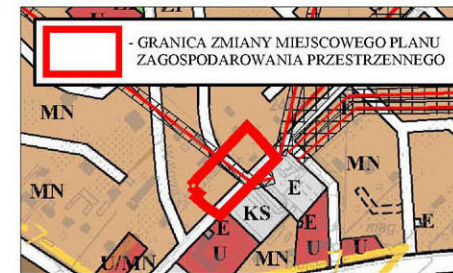 U
- GRANICA ZMIANY MIEJSCOWEGO PLANU
ZAGOSPODAROWANIA PRZESTRZENNEGO
MN
MN
MN
E
KS
E
E
U
U
U
U/MN
MN